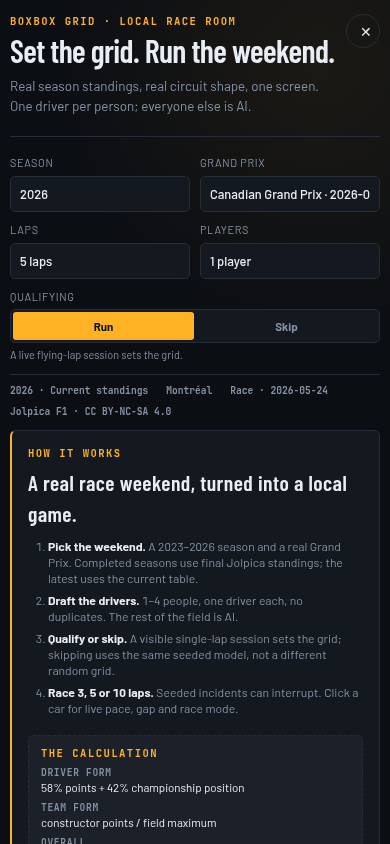 BOXBOX GRID · LOCAL RACE ROOM
Set the grid. Run the weekend.
Real season standings, real circuit shape, one screen.
One driver per person; everyone else is AI.
SEASON
GRAND PRIX
2026
Canadian Grand Prix · 2026-0
LAPS
PLAYERS
5 laps
1 player
QUALIFYING
Run
Skip
A live flying-lap session sets the grid.
2026 · Current standings Montréal Race · 2026-05-24
Jolpica F1 · CC BY-NC-SA 4.0
HOW IT WORKS
A real race weekend, turned into a local
game.
1. Pick the weekend. A 2023–2026 season and a real Grand
Prix. Completed seasons use final Jolpica standings; the
latest uses the current table.
2. Draft the drivers. 1–4 people, one driver each, no
duplicates. The rest of the field is AI.
3. Qualify or skip. A visible single-lap session sets the grid;
skipping uses the same seeded model, not a different
random grid.
4. Race 3, 5 or 10 laps. Seeded incidents can interrupt. Click a
car for live pace, gap and race mode.
THE CALCULATION
DRIVER FORM
58% points + 42% championship position
TEAM FORM
constructor points / field maximum
OVERALL